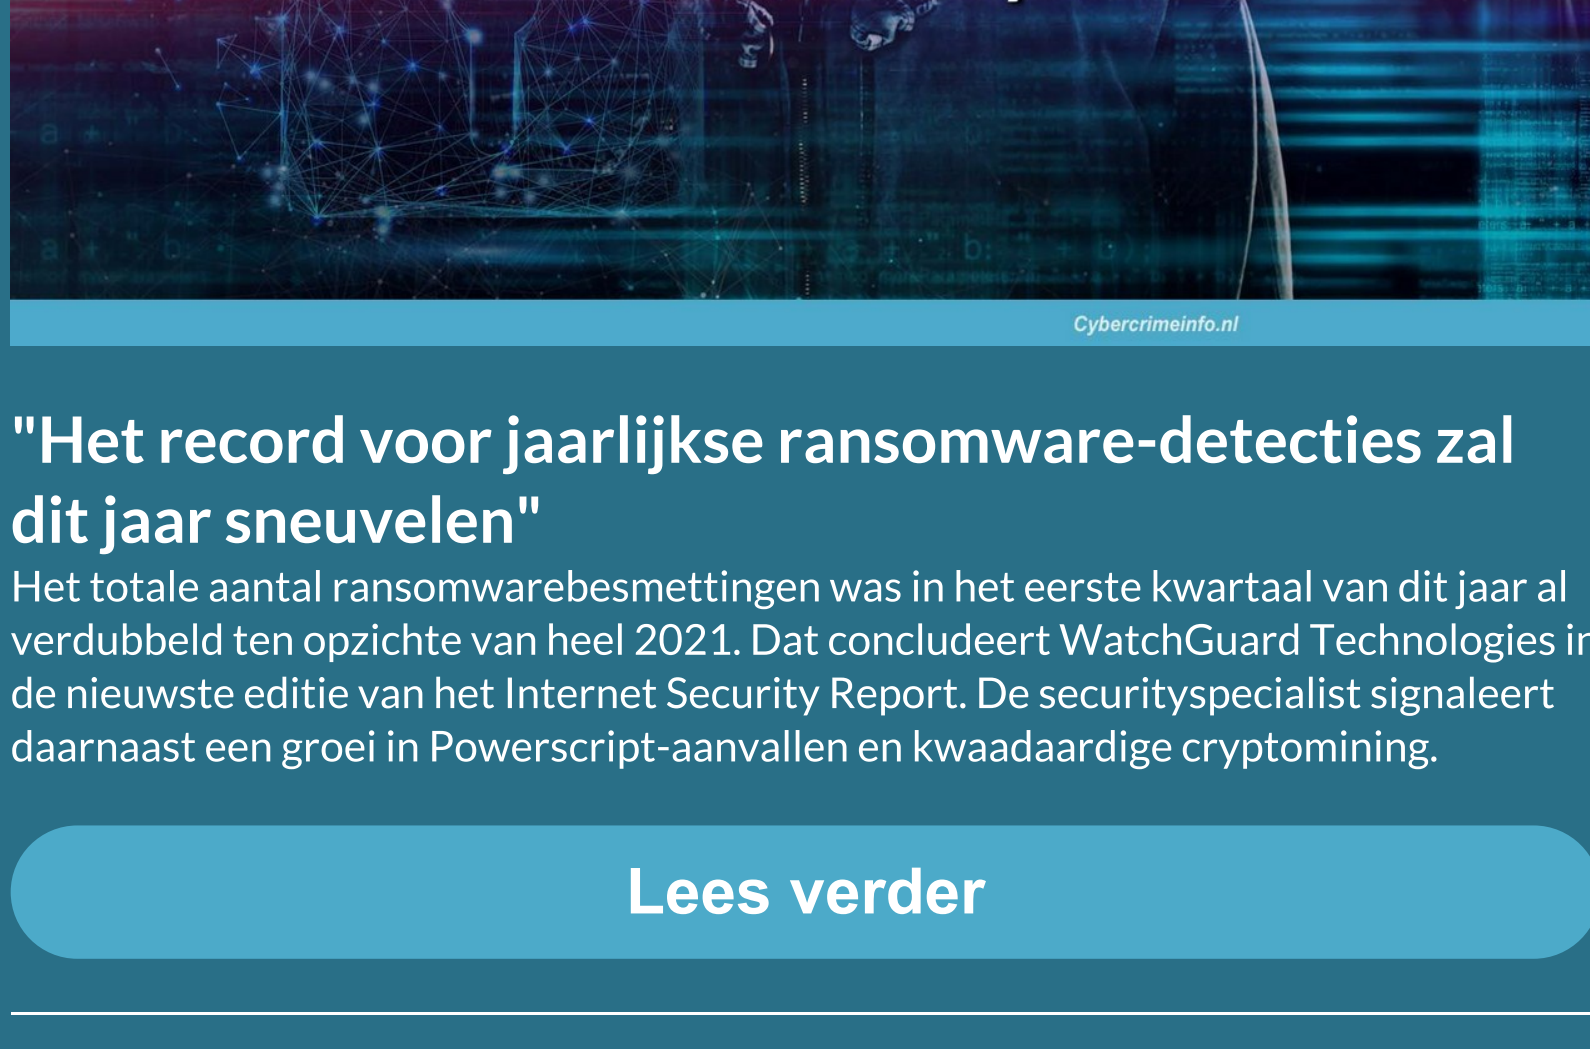 Cybercrimeinfo.nl
"Het record voor jaarlijkse ransomware-detecties zal
dit jaar sneuvelen"
Het totale aantal ransomwarebesmettingen was in het eerste kwartaal van dit jaar al
verdubbeld ten opzichte van heel 2021. Dat concludeert WatchGuard Technologies in
de nieuwste editie van het Internet Security Report. De securityspecialist signaleert
daarnaast een groei in Powerscript-aanvallen en kwaadaardige cryptomining.
Lees verder